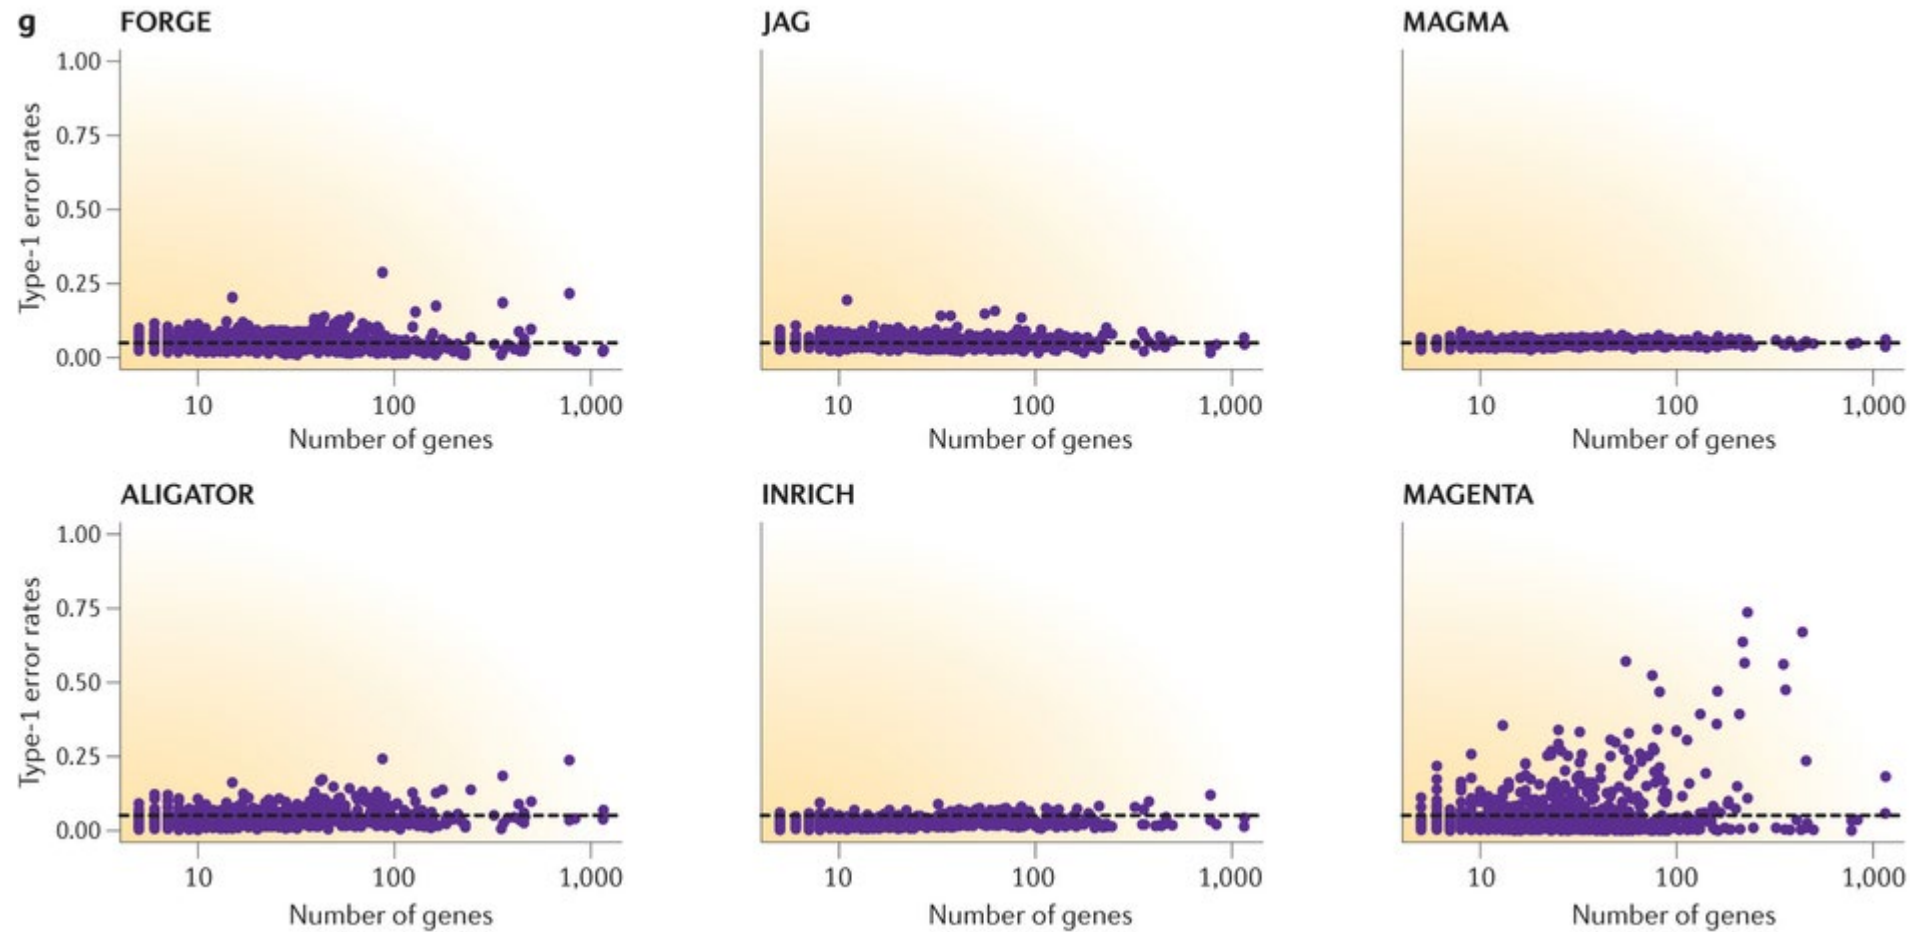 g
FORGE
JAG
MAGMA
Type-1 error rates
1.00
0.75
0.50
0.25
0.00
10
100
1,000
Number of genes
10
100
1,000
Number of genes
10
100
1,000
Number of genes
ALIGATOR
INRICH
MAGENTA
Type-1 error rates
1.00
0.75
0.50
0.25
0.00
10
100
1,000
Number of genes
10
100
1,000
Number of genes
10
100
1,000
Number of genes